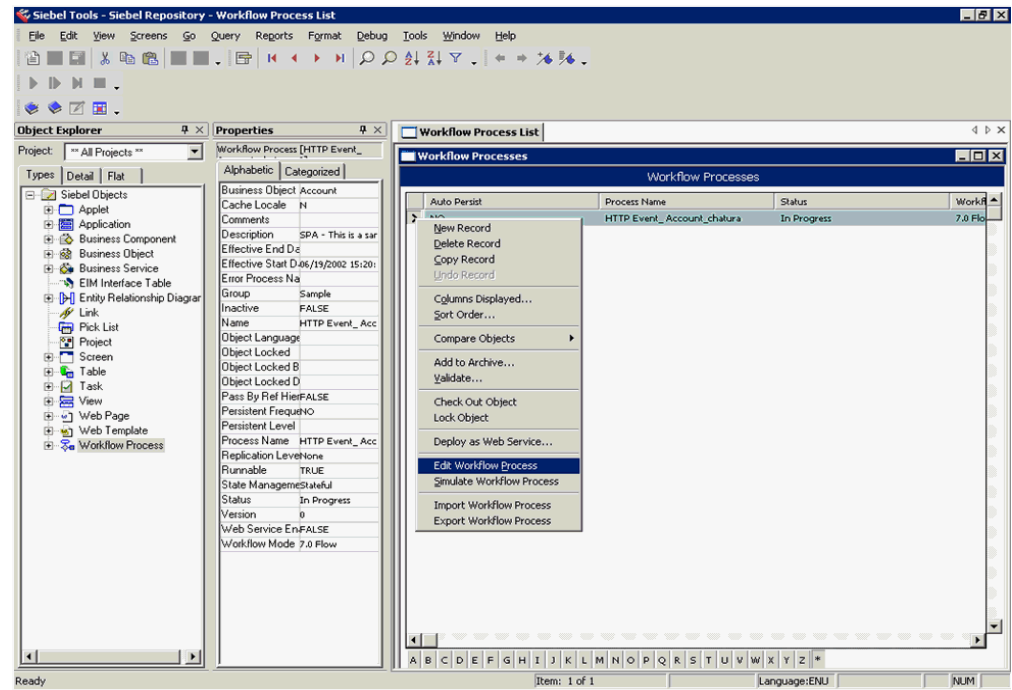 Siebel Tools - Siebel Repository - Workflow Process List
File Edit View Screens Go Query Reports Format Debug Tools Window Help
Object Explorer
Project: ** All Projects **
Types Detail Flat
Siebel Objects
Applet
Application
Business Component
Business Object
Business Service
EIM Interface Table
Entity Relationship Diagrar
Link
Pick List
Project
Screen
Table
Task
View
Web Page
Web Template
Workflow Process
Properties
Workflow Process [HTTP Event_
Alphabetic Categorized
Business Object Account
Cache Locale N
Comments
Description SPA - This is a sar
Effective End Da
Effective Start D 06/19/2002 15:20:
Error Process Na
Group Sample
Inactive FALSE
Name HTTP Event_ Acc
Object Language
Object Locked
Object Locked B
Object Locked D
Pass By Ref Hier FALSE
Persistent Freque NO
Persistent Level
Process Name HTTP Event_ Acc
Replication Leve None
Runnable TRUE
State Manageme Stateful
Status In Progress
Version 0
Web Service En FALSE
Workflow Mode 7.0 Flow
Workflow Process List
Workflow Processes
Workflow Processes
Auto Persist Process Name Status Workfl
NO HTTP Event_ Account_chatura In Progress 7.0 Flo
New Record
Delete Record
Copy Record
Undo Record
Columns Displayed...
Sort Order...
Compare Objects
Add to Archive...
Validate...
Check Out Object
Lock Object
Deploy as Web Service...
Edit Workflow Process
Simulate Workflow Process
Import Workflow Process
Export Workflow Process
A B C D E F G H I J K L M N O P Q R S T U V W X Y Z *
Ready Item: 1 of 1 Language:ENU NUM